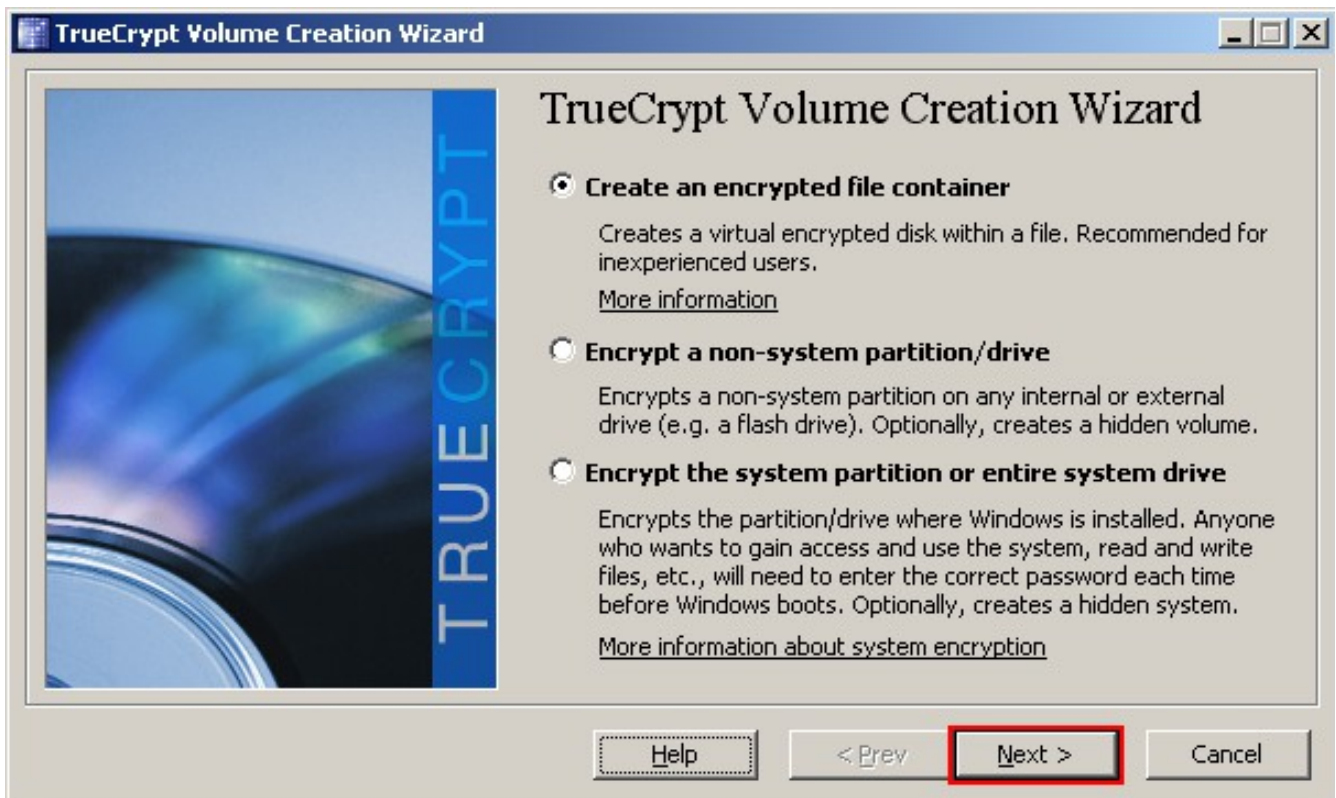 TrueCrypt Volume Creation Wizard
TRUECRYPT
TrueCrypt Volume Creation Wizard
Create an encrypted file container
Creates a virtual encrypted disk within a file. Recommended for
inexperienced users.
More information
Encrypt a non-system partition/drive
Encrypts a non-system partition on any internal or external
drive (e.g. a flash drive). Optionally, creates a hidden volume.
Encrypt the system partition or entire system drive
Encrypts the partition/drive where Windows is installed. Anyone
who wants to gain access and use the system, read and write
files, etc., will need to enter the correct password each time
before Windows boots. Optionally, creates a hidden system.
More information about system encryption
Help
< Prev
Next >
Cancel